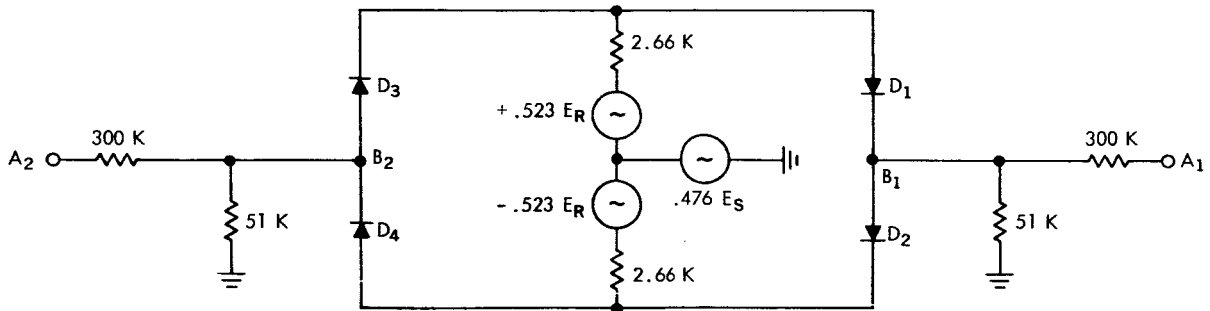 2.66 K
D3
D1
+ .523 ER
300 K
300 K
A2
B2
B1
A1
.476 ES
- .523 ER
51 K
D4
D2
51 K
2.66 K